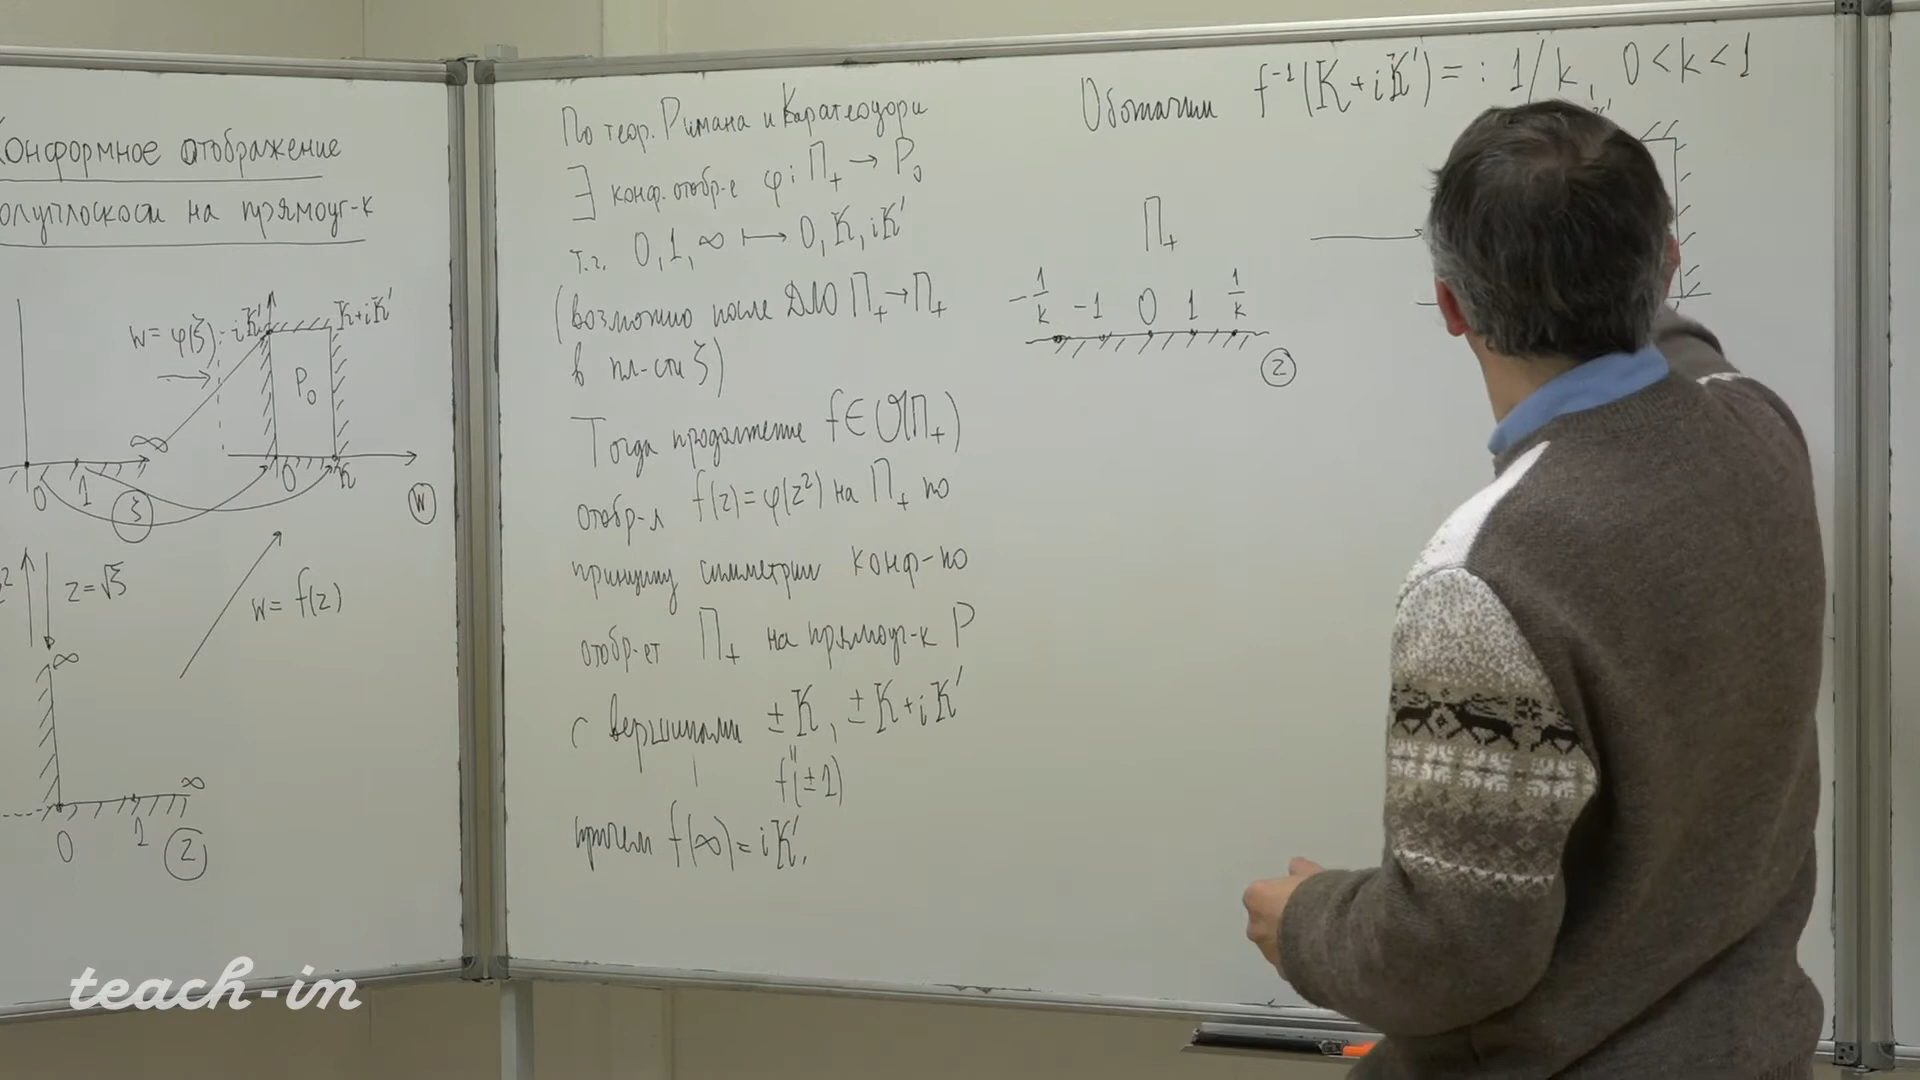 Конформное отображение
полуплоскости на прямоуг-к
w = φ(ζ)
iK'
K+iK'
P₀
∞
0 1 ③
0 K
w
z = √ζ
w = f(z)
∞
∞
0 1 ②
По теор. Римана и Каратеодори
∃ конф. отобр-е φ: Π₊ → P₀
т.ч. 0, 1, ∞ ↦ 0, K, iK'
(возможно после ДЛО Π₊→Π₊
в пл-сти ζ)
Тогда продолжение f ∈ O(Π₊)
отобр-я f(z) = φ(z²) на Π₊ по
принципу симметрии конф-но
отобр-ет Π₊ на прямоуг-к P
с вершинами ±K, ±K+iK'
f(±1)
причем f(∞) = iK'.
Обозначим f⁻¹(K+iK') =: 1/k, 0<k<1
Π₊
-1/k -1 0 1 1/k
②
teach-in